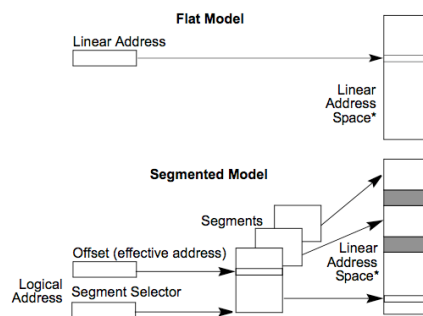 Flat Model
Linear Address
Linear
Address
Space*
Segmented Model
Segments
Offset (effective address)
Linear
Address
Space*
Logical
Address
Segment Selector